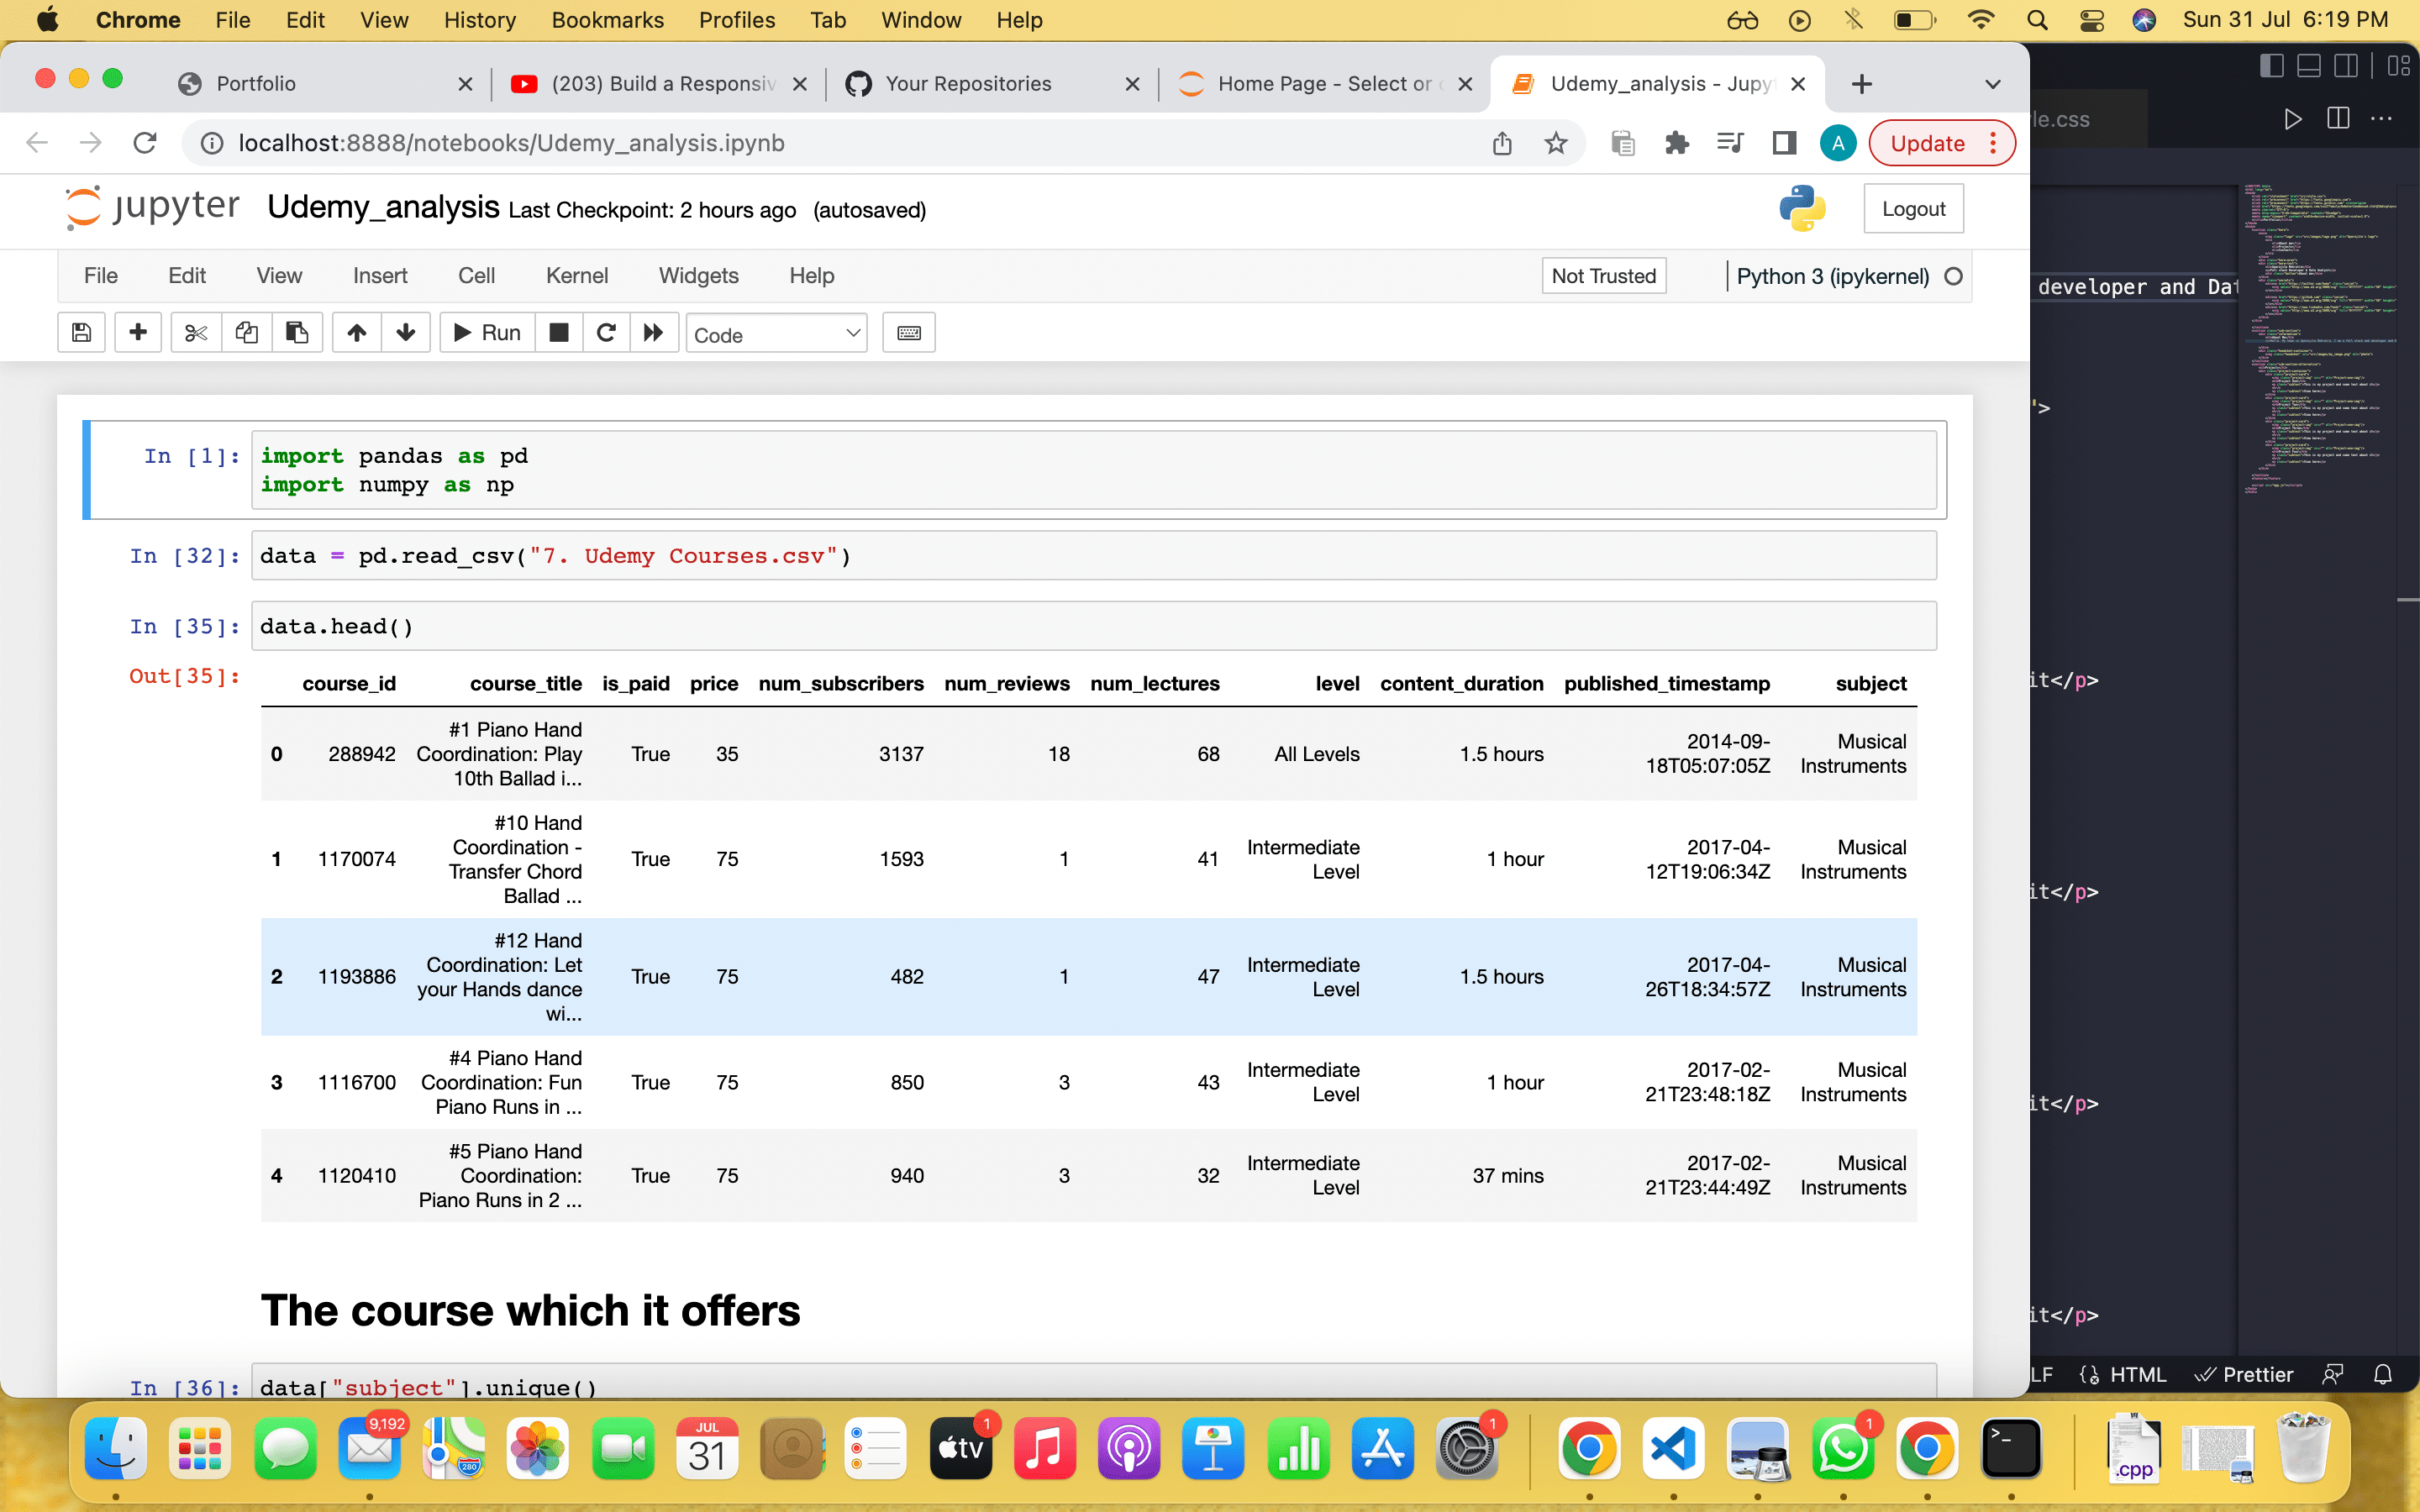 Chrome File Edit View History Bookmarks Profiles Tab Window Help Sun 31 Jul 6:19 PM
Portfolio (203) Build a Responsiv Your Repositories Home Page - Select or Udemy_analysis - Jupy
localhost:8888/notebooks/Udemy_analysis.ipynb A Update
le.css
jupyter Udemy_analysis Last Checkpoint: 2 hours ago (autosaved) Logout
File Edit View Insert Cell Kernel Widgets Help Not Trusted Python 3 (ipykernel)
developer and Dat
Run Code
'>
In [1]: import pandas as pd
import numpy as np
In [32]: data = pd.read_csv("7. Udemy Courses.csv")
In [35]: data.head()
Out[35]:
course_id course_title is_paid price num_subscribers num_reviews num_lectures level content_duration published_timestamp subject
0 288942 #1 Piano Hand Coordination: Play 10th Ballad i... True 35 3137 18 68 All Levels 1.5 hours 2014-09-18T05:07:05Z Musical Instruments
1 1170074 #10 Hand Coordination - Transfer Chord Ballad ... True 75 1593 1 41 Intermediate Level 1 hour 2017-04-12T19:06:34Z Musical Instruments
2 1193886 #12 Hand Coordination: Let your Hands dance wi... True 75 482 1 47 Intermediate Level 1.5 hours 2017-04-26T18:34:57Z Musical Instruments
3 1116700 #4 Piano Hand Coordination: Fun Piano Runs in ... True 75 850 3 43 Intermediate Level 1 hour 2017-02-21T23:48:18Z Musical Instruments
4 1120410 #5 Piano Hand Coordination: Piano Runs in 2 ... True 75 940 3 32 Intermediate Level 37 mins 2017-02-21T23:44:49Z Musical Instruments
it</p>
it</p>
it</p>
it</p>
The course which it offers
In [36]: data["subject"].unique()
LF HTML Prettier
9,192
JUL
31
280
tv
1
1
1
>_
.cpp